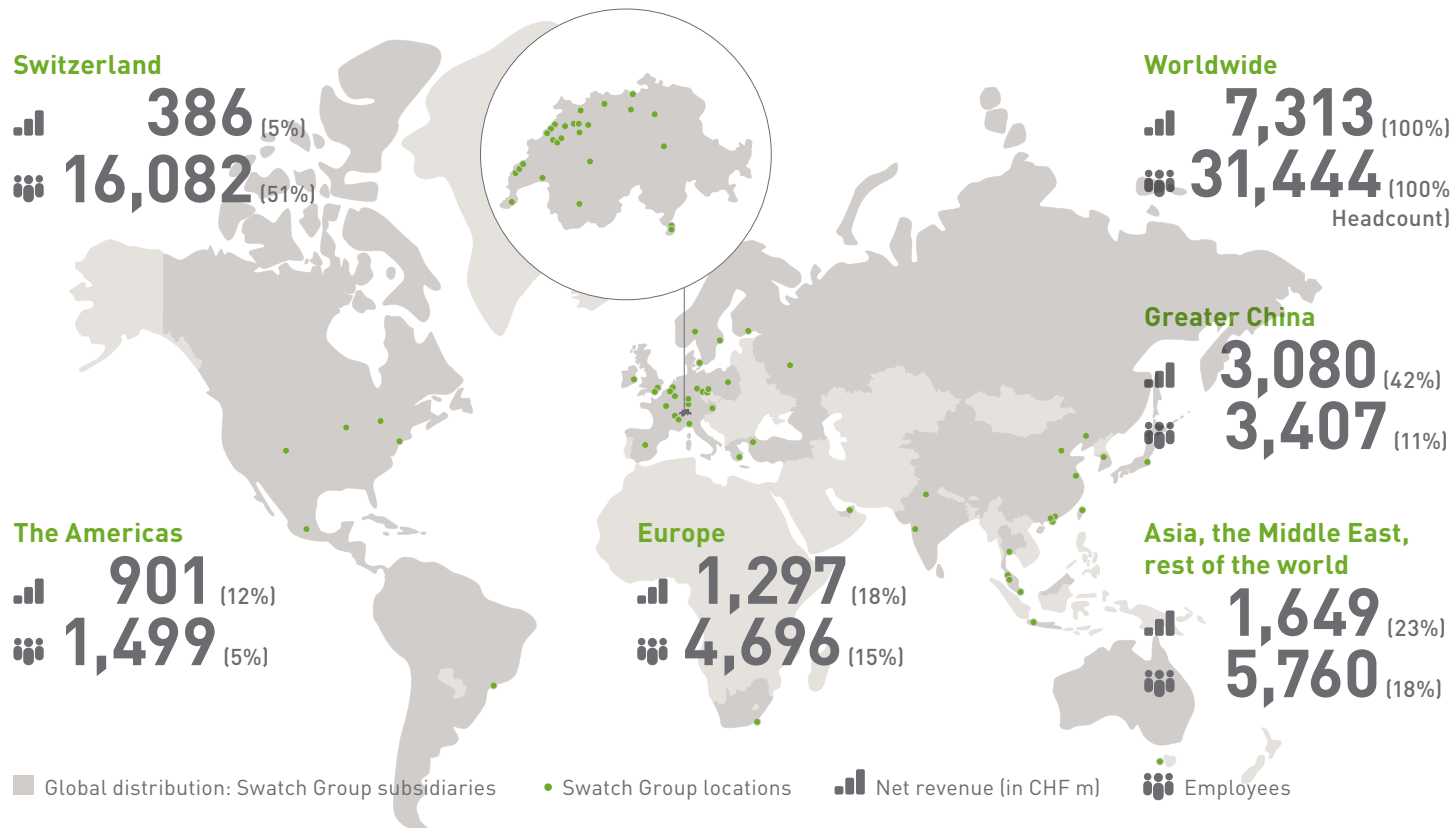 Switzerland
386 (5%)
16,082 (51%)
Worldwide
7,313 (100%)
31,444 (100%
Headcount)
Greater China
3,080 (42%)
3,407 (11%)
The Americas
901 (12%)
1,499 (5%)
Europe
1,297 (18%)
4,696 (15%)
Asia, the Middle East,
rest of the world
1,649 (23%)
5,760 (18%)
Global distribution: Swatch Group subsidiaries
Swatch Group locations
Net revenue (in CHF m)
Employees